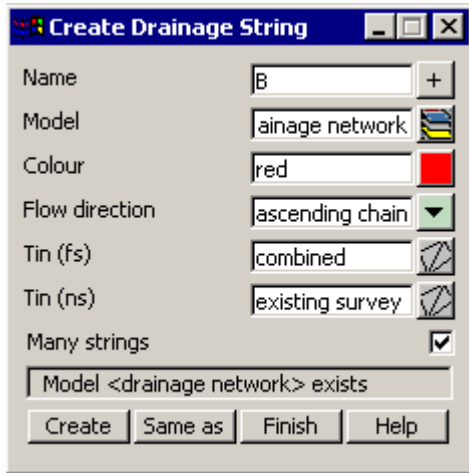 Create Drainage String
Name B +
Model ainage network
Colour red
Flow direction ascending chain
Tin (fs) combined
Tin (ns) existing survey
Many strings
Model <drainage network> exists
Create Same as Finish Help